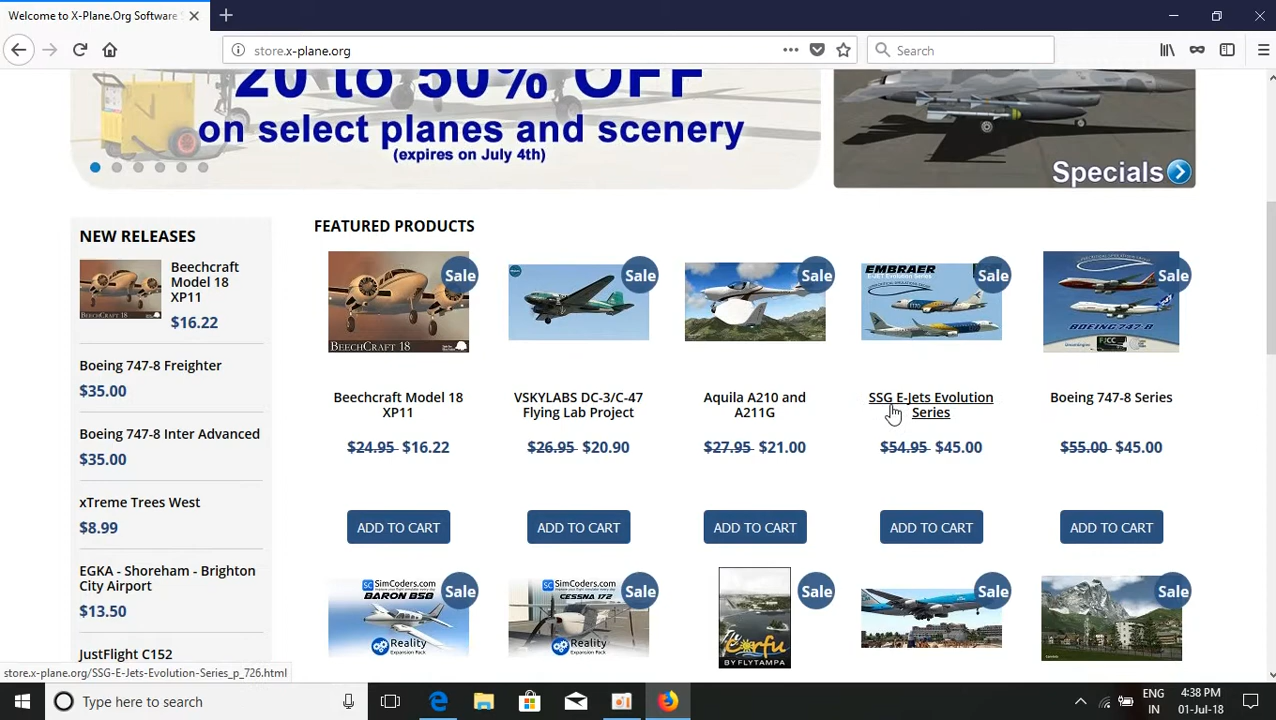 Welcome to X-Plane.Org Software S
store.x-plane.org
Search
20 to 50% OFF
on select planes and scenery
(expires on July 4th)
Specials
NEW RELEASES
Beechcraft
Model 18
XP11
$16.22
Boeing 747-8 Freighter
$35.00
Boeing 747-8 Inter Advanced
$35.00
xTreme Trees West
$8.99
EGKA - Shoreham - Brighton
City Airport
$13.50
JustFlight C152
FEATURED PRODUCTS
Sale
Sale
Sale
Sale
Sale
BEECHCRAFT 18
EMBRAER
BOEING 747-8
Beechcraft Model 18
XP11
$24.95 $16.22
ADD TO CART
VSKYLABS DC-3/C-47
Flying Lab Project
$26.95 $20.90
ADD TO CART
Aquila A210 and
A211G
$27.95 $21.00
ADD TO CART
SSG E-Jets Evolution
Series
$54.95 $45.00
ADD TO CART
Boeing 747-8 Series
$55.00 $45.00
ADD TO CART
Sale
Sale
Sale
Sale
Sale
SimCoders.com
BARON B58
Reality
Expansion Pack
SimCoders.com
CESSNA 172
Reality
Expansion Pack
Corfu
BY FLYTAMPA
store.x-plane.org/SSG-E-Jets-Evolution-Series_p_726.html
Type here to search
ENG
IN
4:38 PM
01-Jul-18